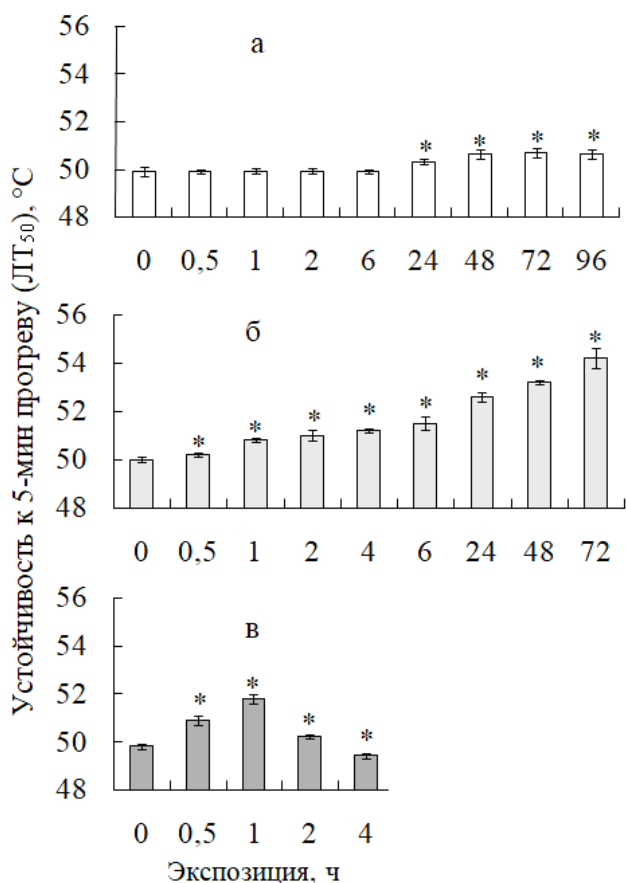 Устойчивость к 5-мин прогреву (ЛТ50), °С
а
56
54
52
50
48
* * * *
0 0,5 1 2 6 24 48 72 96
б
56
54
52
50
48
* * * * * * * *
0 0,5 1 2 4 6 24 48 72
в
56
54
52
50
48
* * * *
0 0,5 1 2 4
Экспозиция, ч